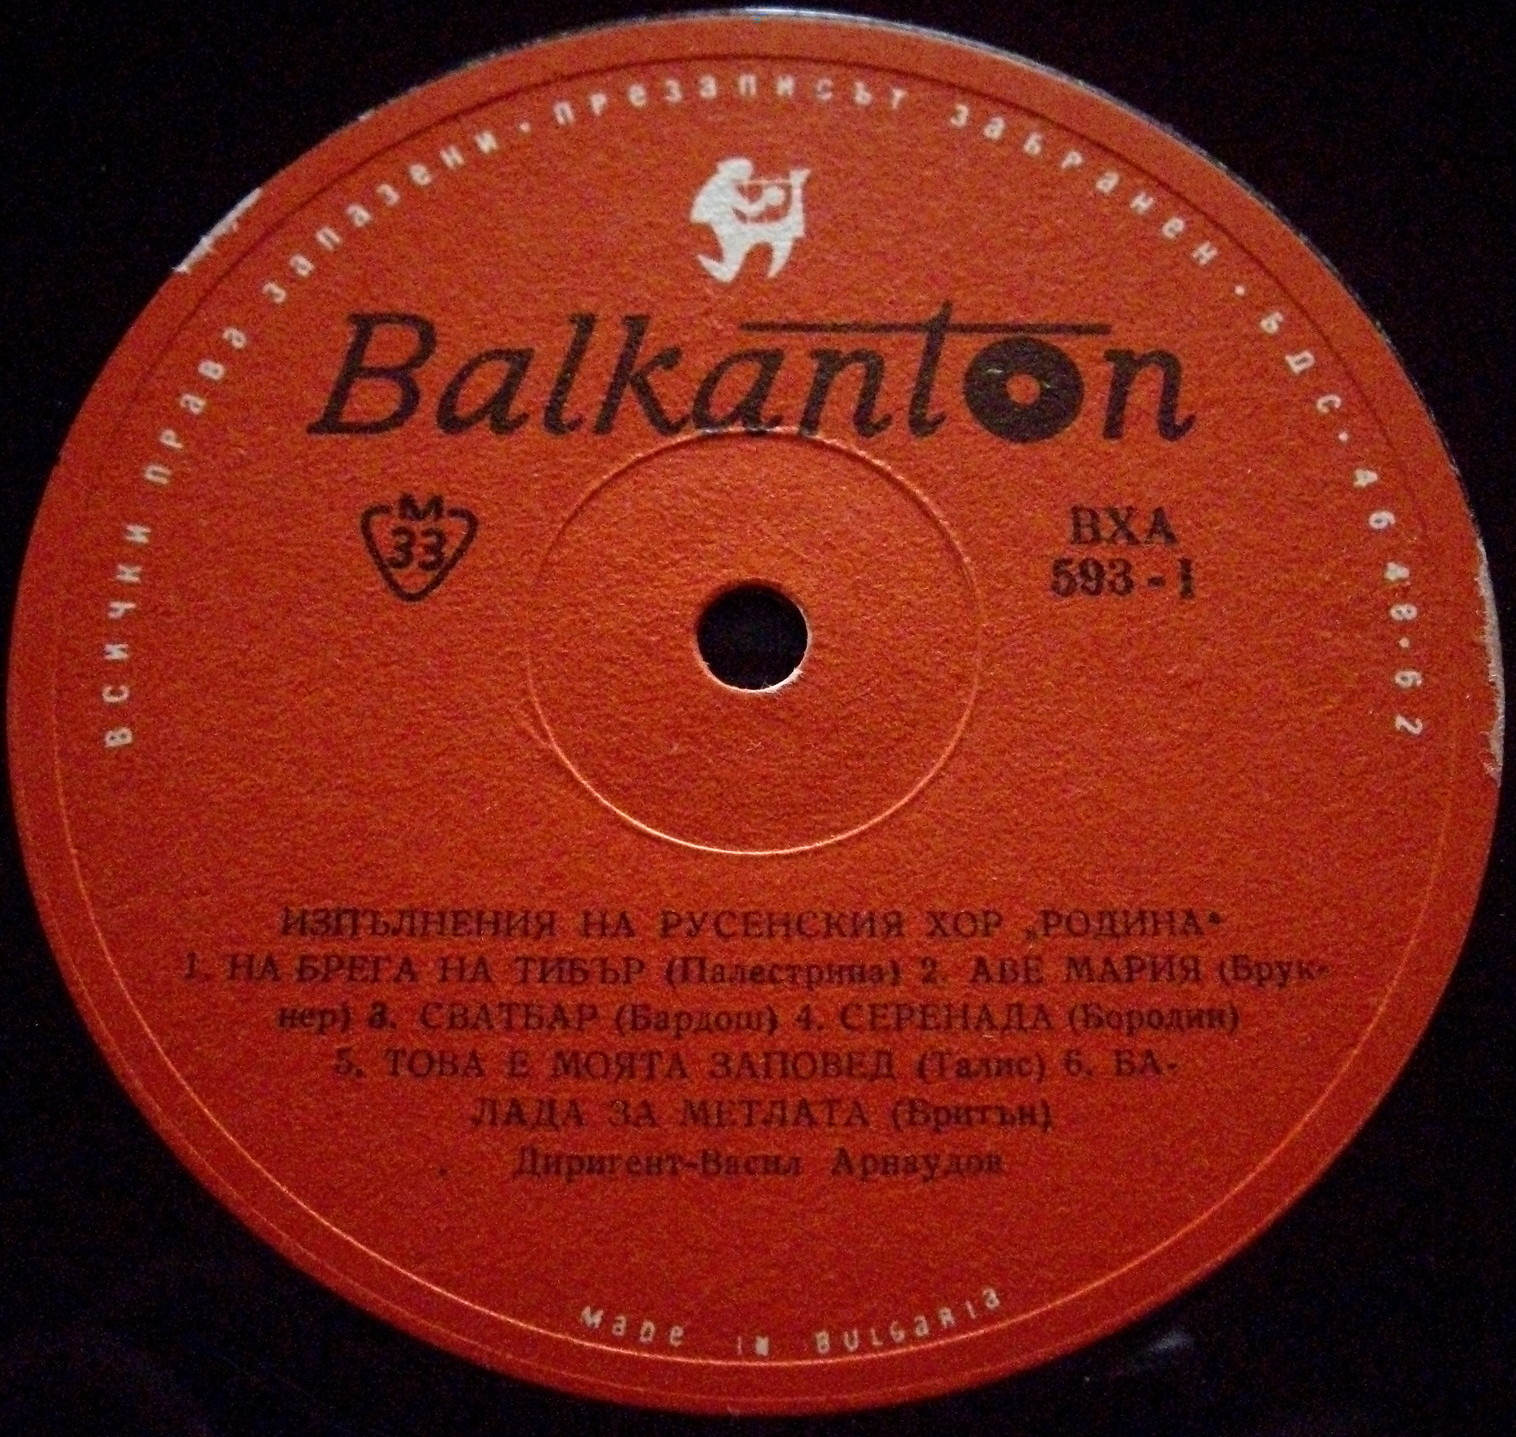 всички права запазени · презаписът забранен · бдс · 4648 · 62
Balkanton
М
33
ВХА
593 - 1
ИЗПЪЛНЕНИЯ НА РУСЕНСКИЯ ХОР „РОДИНА“
1. НА БРЕГА НА ТИБЪР (Палестрина) 2. АВЕ МАРИЯ (Брук-
нер) 3. СВАТБАР (Бардош) 4. СЕРЕНАДА (Бородин)
5. ТОВА Е МОЯТА ЗАПОВЕД (Талис) 6. БА-
ЛАДА ЗА МЕТЛАТА (Бритън)
Диригент-Васил Арнаудов
made in BULGARIA